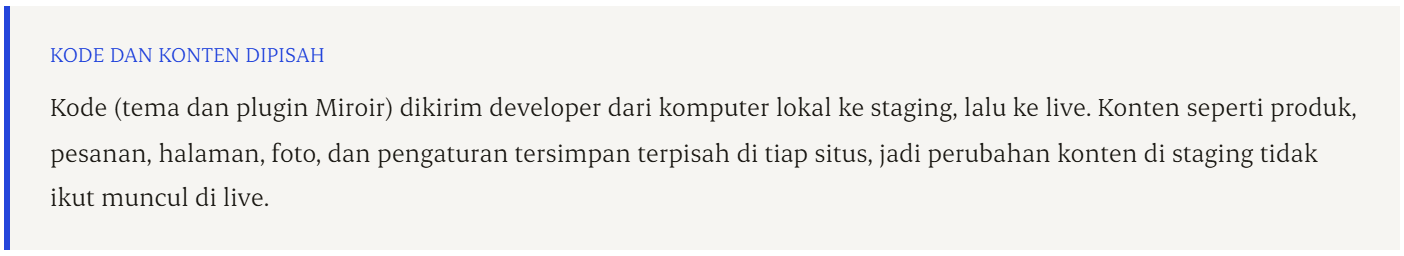 KODE DAN KONTEN DIPISAH
Kode (tema dan plugin Miroir) dikirim developer dari komputer lokal ke staging, lalu ke live. Konten seperti produk,
pesanan, halaman, foto, dan pengaturan tersimpan terpisah di tiap situs, jadi perubahan konten di staging tidak
ikut muncul di live.